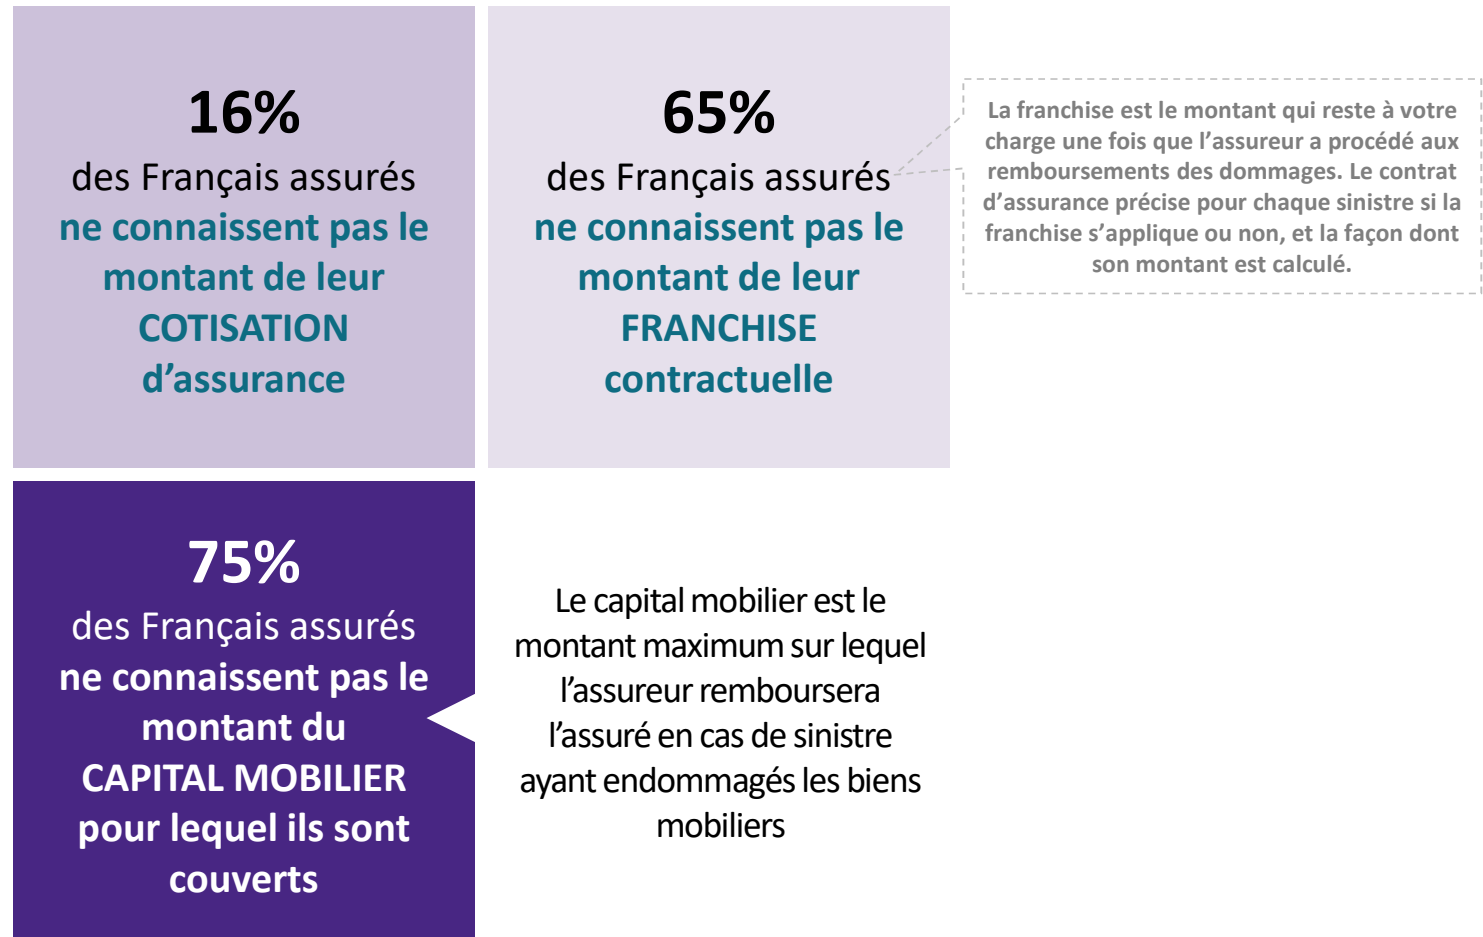 16%
des Français assurés
ne connaissent pas le
montant de leur
COTISATION
d’assurance
65%
des Français assurés
ne connaissent pas le
montant de leur
FRANCHISE
contractuelle
La franchise est le montant qui reste à votre
charge une fois que l’assureur a procédé aux
remboursements des dommages. Le contrat
d’assurance précise pour chaque sinistre si la
franchise s’applique ou non, et la façon dont
son montant est calculé.
75%
des Français assurés
ne connaissent pas le
montant du
CAPITAL MOBILIER
pour lequel ils sont
couverts
Le capital mobilier est le
montant maximum sur lequel
l’assureur remboursera
l’assuré en cas de sinistre
ayant endommagés les biens
mobiliers